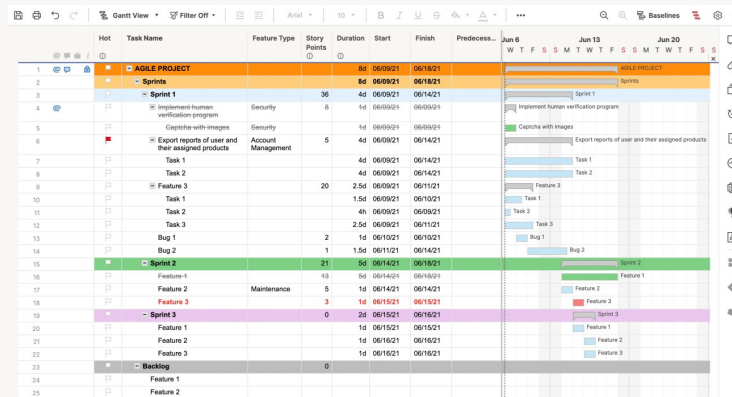 Gantt View Filter Off Arial 10 B I U S A ••• Baselines
Hot Task Name Feature Type Story Points Duration Start Finish Predecess... Jun 6 Jun 13 Jun 20
W T F S S M T W T F S S M T W T F S S
1 AGILE PROJECT 8d 06/09/21 06/18/21 AGILE PROJECT
2 Sprints 8d 06/09/21 06/18/21 Sprints
3 Sprint 1 36 4d 06/09/21 06/14/21 Sprint 1
4 Implement human verification program Security 8 1d 06/09/21 06/09/21 Implement human verification program
5 Captcha with images Security 1d 06/09/21 06/09/21 Captcha with images
6 Export reports of user and their assigned products Account Management 5 4d 06/09/21 06/14/21 Export reports of user and their assigned products
7 Task 1 4d 06/09/21 06/14/21 Task 1
8 Task 2 4d 06/09/21 06/14/21 Task 2
9 Feature 3 20 2.5d 06/09/21 06/11/21 Feature 3
10 Task 1 1.5d 06/09/21 06/10/21 Task 1
11 Task 2 4h 06/09/21 06/09/21 Task 2
12 Task 3 2.5d 06/09/21 06/11/21 Task 3
13 Bug 1 2 1d 06/10/21 06/10/21 Bug 1
14 Bug 2 1 1.5d 06/11/21 06/14/21 Bug 2
15 Sprint 2 21 5d 06/14/21 06/18/21 Sprint 2
16 Feature 1 13 5d 06/14/21 06/18/21 Feature 1
17 Feature 2 Maintenance 5 1d 06/14/21 06/14/21 Feature 2
18 Feature 3 3 1d 06/15/21 06/15/21 Feature 3
19 Sprint 3 0 2d 06/15/21 06/16/21 Sprint 3
20 Feature 1 1d 06/15/21 06/15/21 Feature 1
21 Feature 2 1d 06/16/21 06/16/21 Feature 2
22 Feature 3 1d 06/16/21 06/16/21 Feature 3
23 Backlog 0
24 Feature 1
25 Feature 2